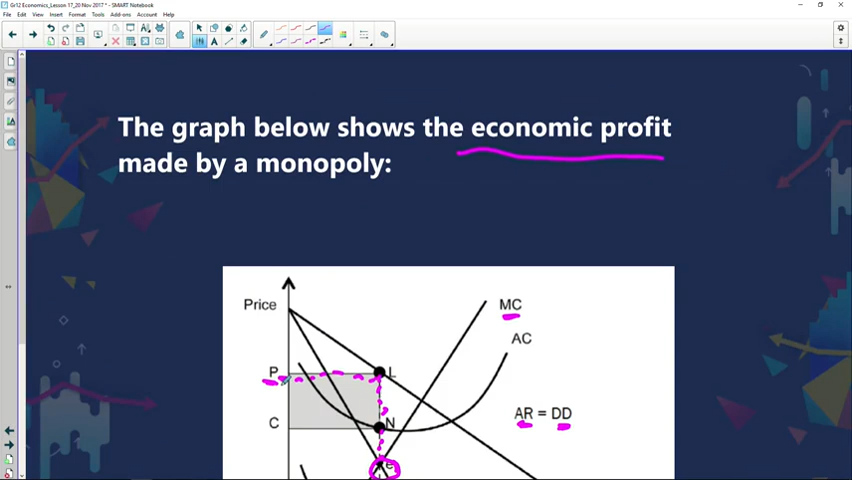 Gr12 Economics_Lesson 17_20 Nov 2017 * - SMART Notebook
File Edit View Insert Format Tools Add-ons Account Help
The graph below shows the economic profit
made by a monopoly:
Price
MC
AC
P
L
AR = DD
C
N
e